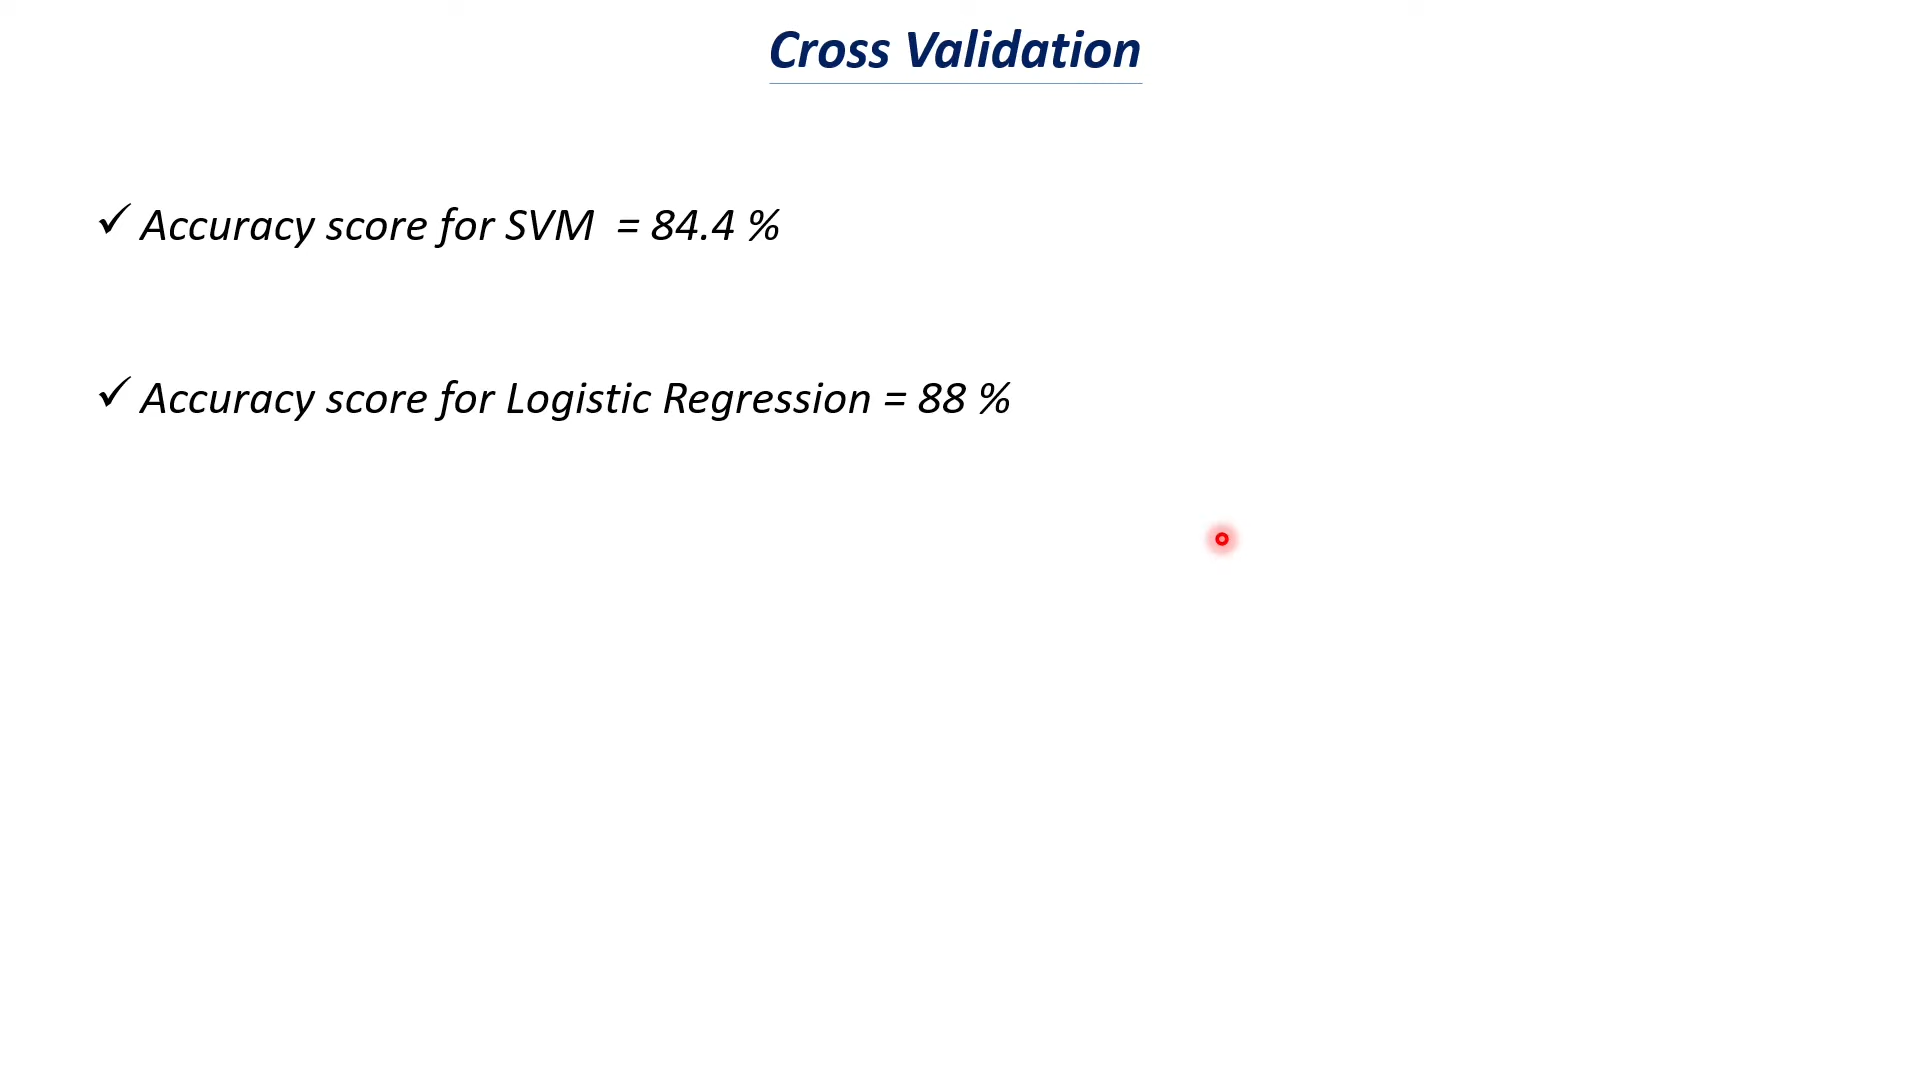 Cross Validation
✓ Accuracy score for SVM = 84.4 %
✓ Accuracy score for Logistic Regression = 88 %